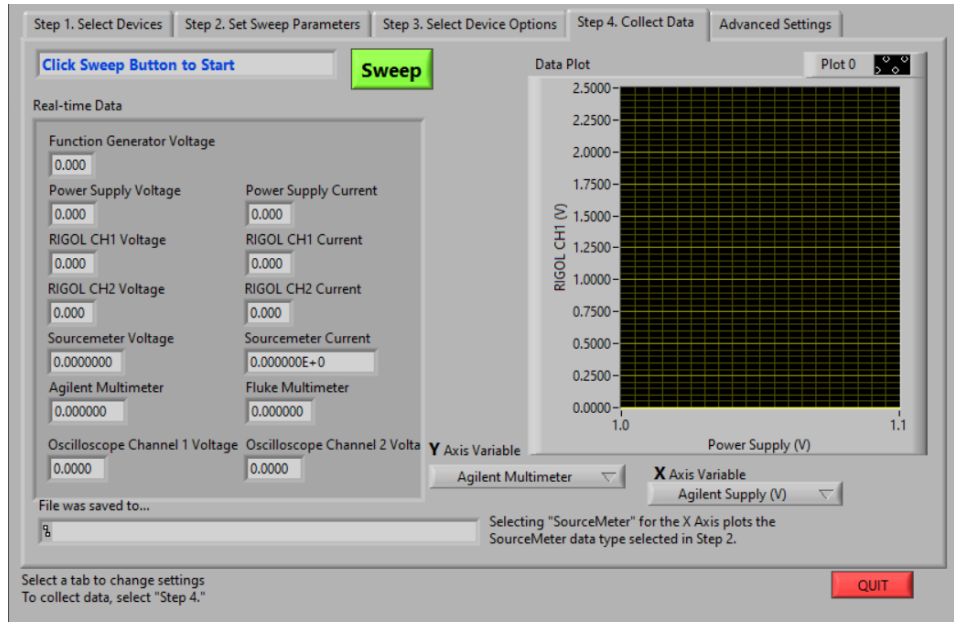 Step 1. Select Devices
Step 2. Set Sweep Parameters
Step 3. Select Device Options
Step 4. Collect Data
Advanced Settings
Click Sweep Button to Start
Sweep
Real-time Data
Function Generator Voltage
0.000
Power Supply Voltage
Power Supply Current
0.000
0.000
RIGOL CH1 Voltage
RIGOL CH1 Current
0.000
0.000
RIGOL CH2 Voltage
RIGOL CH2 Current
0.000
0.000
Sourcemeter Voltage
Sourcemeter Current
0.0000000
0.000000E+0
Agilent Multimeter
Fluke Multimeter
0.000000
0.000000
Oscilloscope Channel 1 Voltage
Oscilloscope Channel 2 Volta
0.0000
0.0000
File was saved to...
Data Plot
Plot 0
RIGOL CH1 (V)
2.5000
2.2500
2.0000
1.7500
1.5000
1.2500
1.0000
0.7500
0.5000
0.2500
0.0000
1.0
1.1
Power Supply (V)
Y Axis Variable
Agilent Multimeter
X Axis Variable
Agilent Supply (V)
Selecting "SourceMeter" for the X Axis plots the
SourceMeter data type selected in Step 2.
Select a tab to change settings
To collect data, select "Step 4."
QUIT